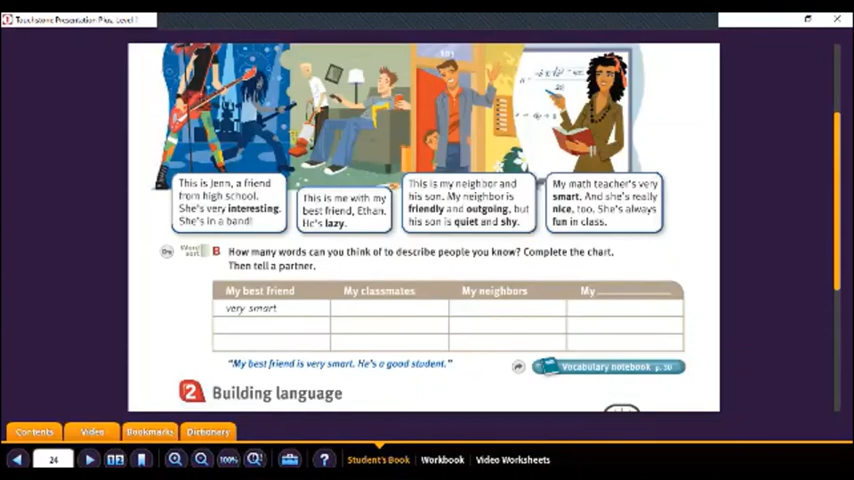 Touchstone Presentation Plus, Level 1
101
This is Jenn, a friend
from high school.
She's very interesting.
She's in a band!
This is me with my
best friend, Ethan.
He's lazy.
This is my neighbor and
his son. My neighbor is
friendly and outgoing, but
his son is quiet and shy.
My math teacher's very
smart. And she's really
nice, too. She's always
fun in class.
Word
sort
B How many words can you think of to describe people you know? Complete the chart.
Then tell a partner.
My best friend My classmates My neighbors My ____________
very smart
"My best friend is very smart. He's a good student."
Vocabulary notebook p. 30
2 Building language
Contents Video Bookmarks Dictionary
24 1 2 100% ? Student's Book Workbook Video Worksheets